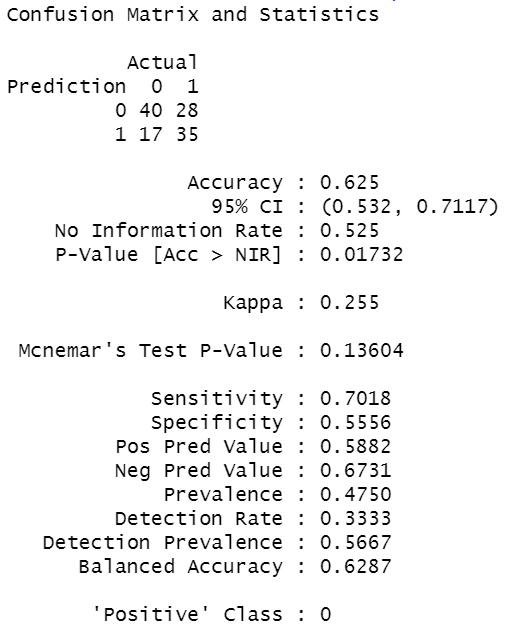 Confusion Matrix and Statistics
Actual
Prediction 0 1
0 40 28
1 17 35
Accuracy : 0.625
95% CI : (0.532, 0.7117)
No Information Rate : 0.525
P-Value [Acc > NIR] : 0.01732
Kappa : 0.255
Mcnemar's Test P-Value : 0.13604
Sensitivity : 0.7018
Specificity : 0.5556
Pos Pred Value : 0.5882
Neg Pred Value : 0.6731
Prevalence : 0.4750
Detection Rate : 0.3333
Detection Prevalence : 0.5667
Balanced Accuracy : 0.6287
'Positive' Class : 0